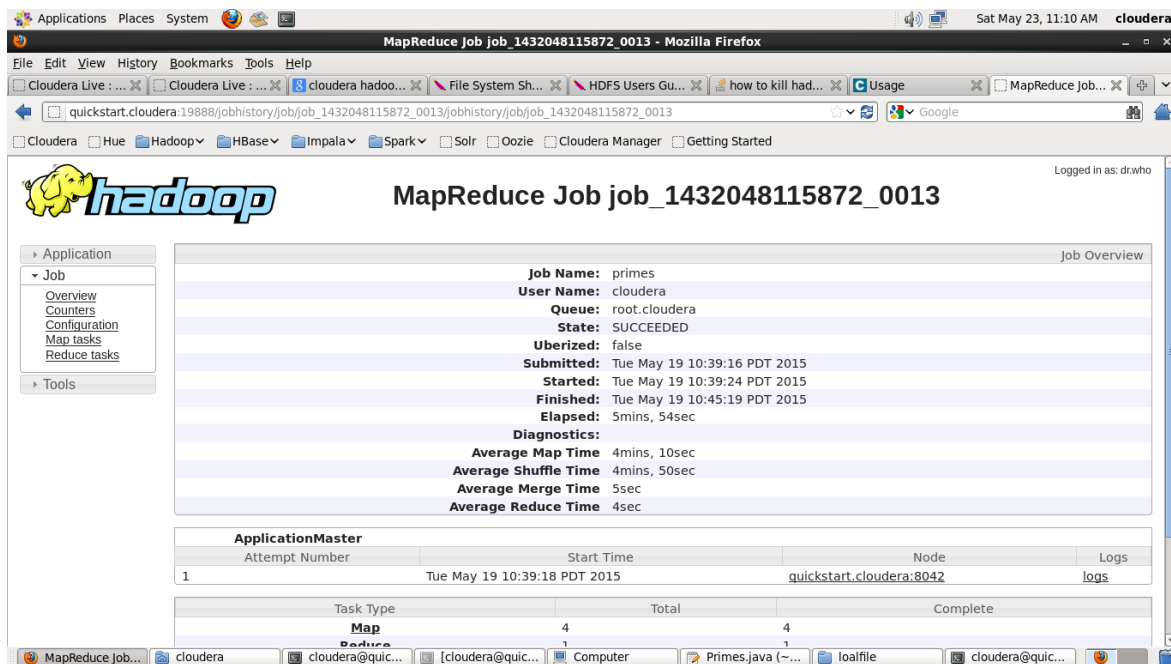 Applications Places System Sat May 23, 11:10 AM cloudera
MapReduce Job job_1432048115872_0013 - Mozilla Firefox
File Edit View History Bookmarks Tools Help
Cloudera Live : ... Cloudera Live : ... cloudera hadoo... File System Sh... HDFS Users Gu... how to kill had... Usage MapReduce Job...
quickstart.cloudera:19888/jobhistory/job/job_1432048115872_0013/jobhistory/job/job_1432048115872_0013 Google
Cloudera Hue Hadoop HBase Impala Spark Solr Oozie Cloudera Manager Getting Started
Logged in as: dr.who
hadoop
MapReduce Job job_1432048115872_0013
Application
Job
Overview
Counters
Configuration
Map tasks
Reduce tasks
Tools
Job Overview
Job Name: primes
User Name: cloudera
Queue: root.cloudera
State: SUCCEEDED
Uberized: false
Submitted: Tue May 19 10:39:16 PDT 2015
Started: Tue May 19 10:39:24 PDT 2015
Finished: Tue May 19 10:45:19 PDT 2015
Elapsed: 5mins, 54sec
Diagnostics:
Average Map Time 4mins, 10sec
Average Shuffle Time 4mins, 50sec
Average Merge Time 5sec
Average Reduce Time 4sec
ApplicationMaster
Attempt Number Start Time Node Logs
1 Tue May 19 10:39:18 PDT 2015 quickstart.cloudera:8042 logs
Task Type Total Complete
Map 4 4
Reduce 1 1
MapReduce Job... cloudera cloudera@quic... [cloudera@quic... Computer Primes.java (~... loalfile cloudera@quic...